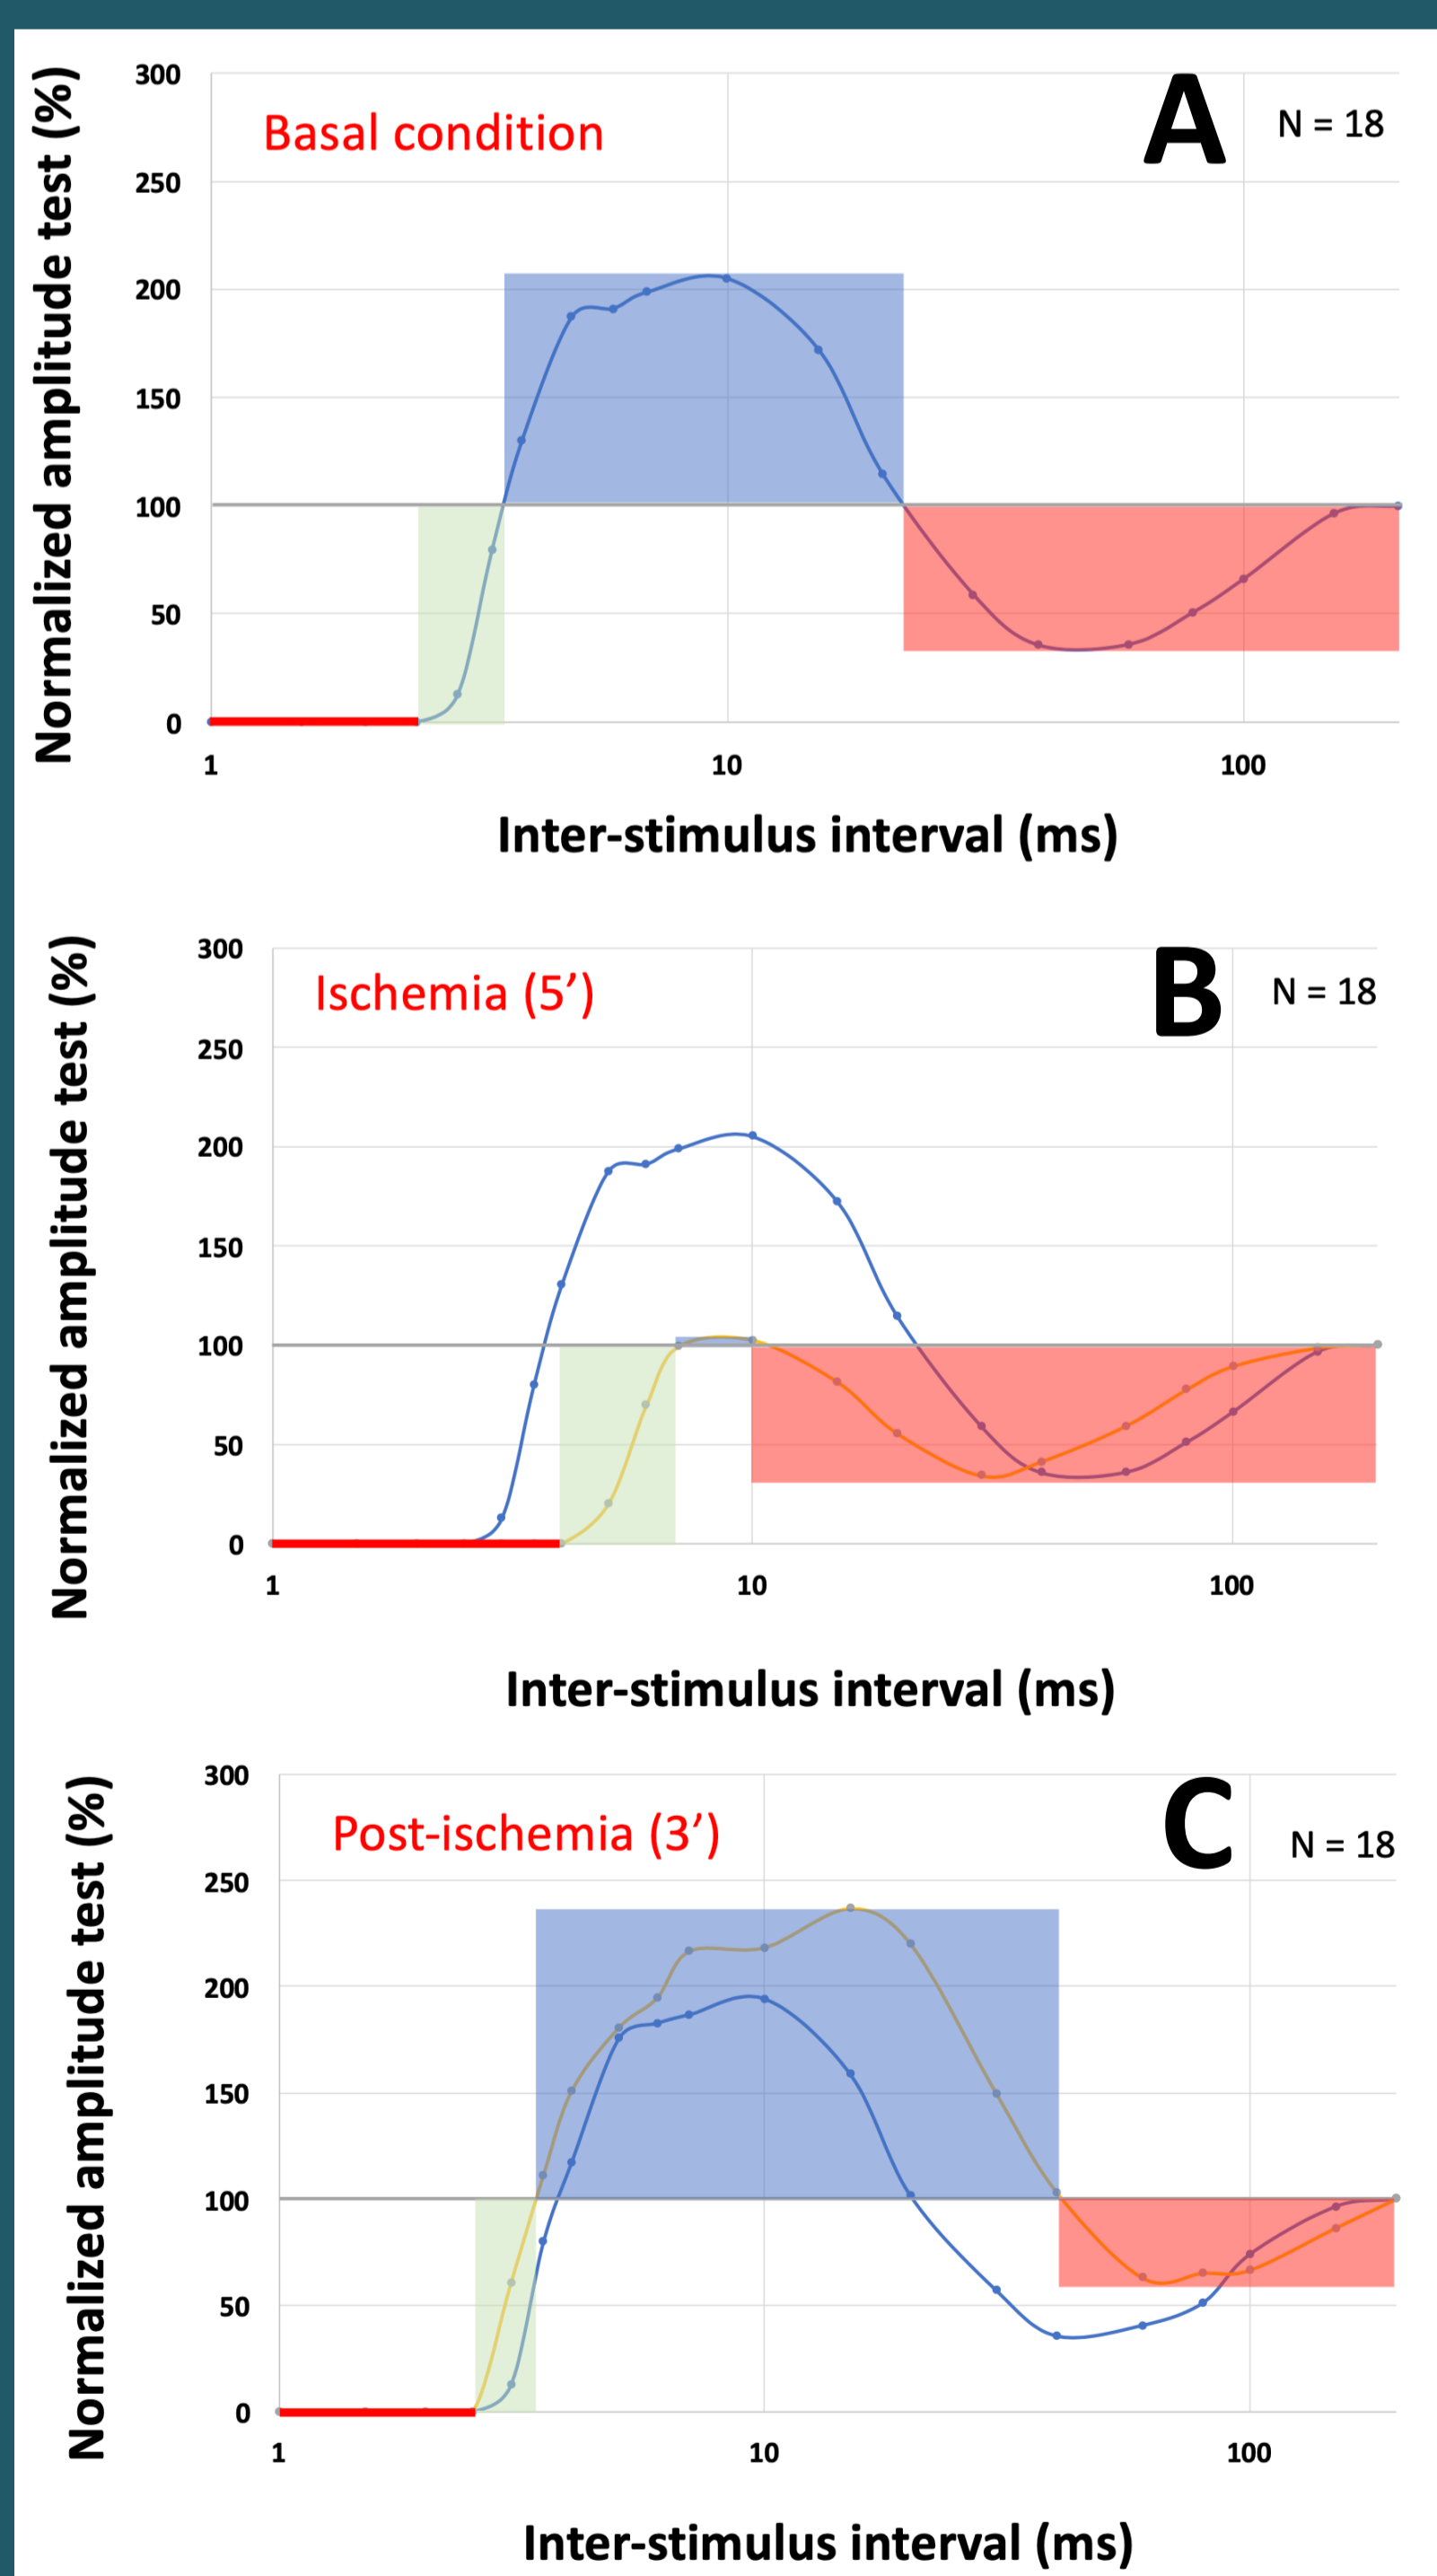 Normalized amplitude test (%)
300
250
200
150
100
50
0
Basal condition
A
N = 18
1
10
100
Inter-stimulus interval (ms)
Normalized amplitude test (%)
300
250
200
150
100
50
0
Ischemia (5’)
B
N = 18
1
10
100
Inter-stimulus interval (ms)
Normalized amplitude test (%)
300
250
200
150
100
50
0
Post-ischemia (3’)
C
N = 18
1
10
100
Inter-stimulus interval (ms)